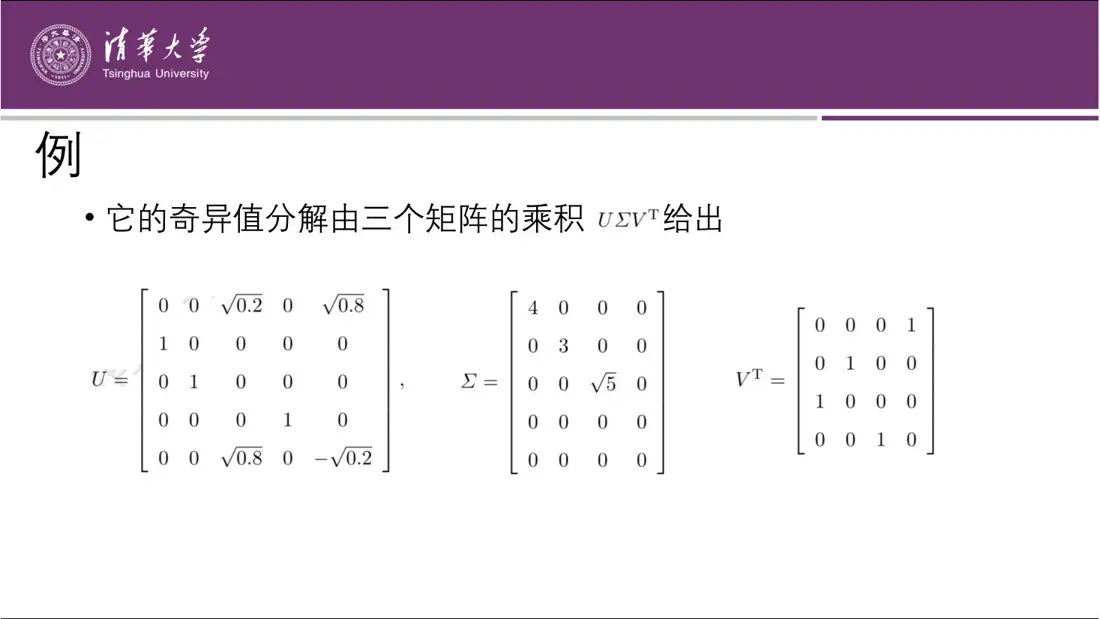 清华大学
Tsinghua University
例
• 它的奇异值分解由三个矩阵的乘积 UΣVᵀ 给出
U = [ 0 0 √0.2 0 √0.8
1 0 0 0 0
0 1 0 0 0
0 0 0 1 0
0 0 √0.8 0 −√0.2 ] ,
Σ = [ 4 0 0 0
0 3 0 0
0 0 √5 0
0 0 0 0
0 0 0 0 ]
Vᵀ = [ 0 0 0 1
0 1 0 0
1 0 0 0
0 0 1 0 ]